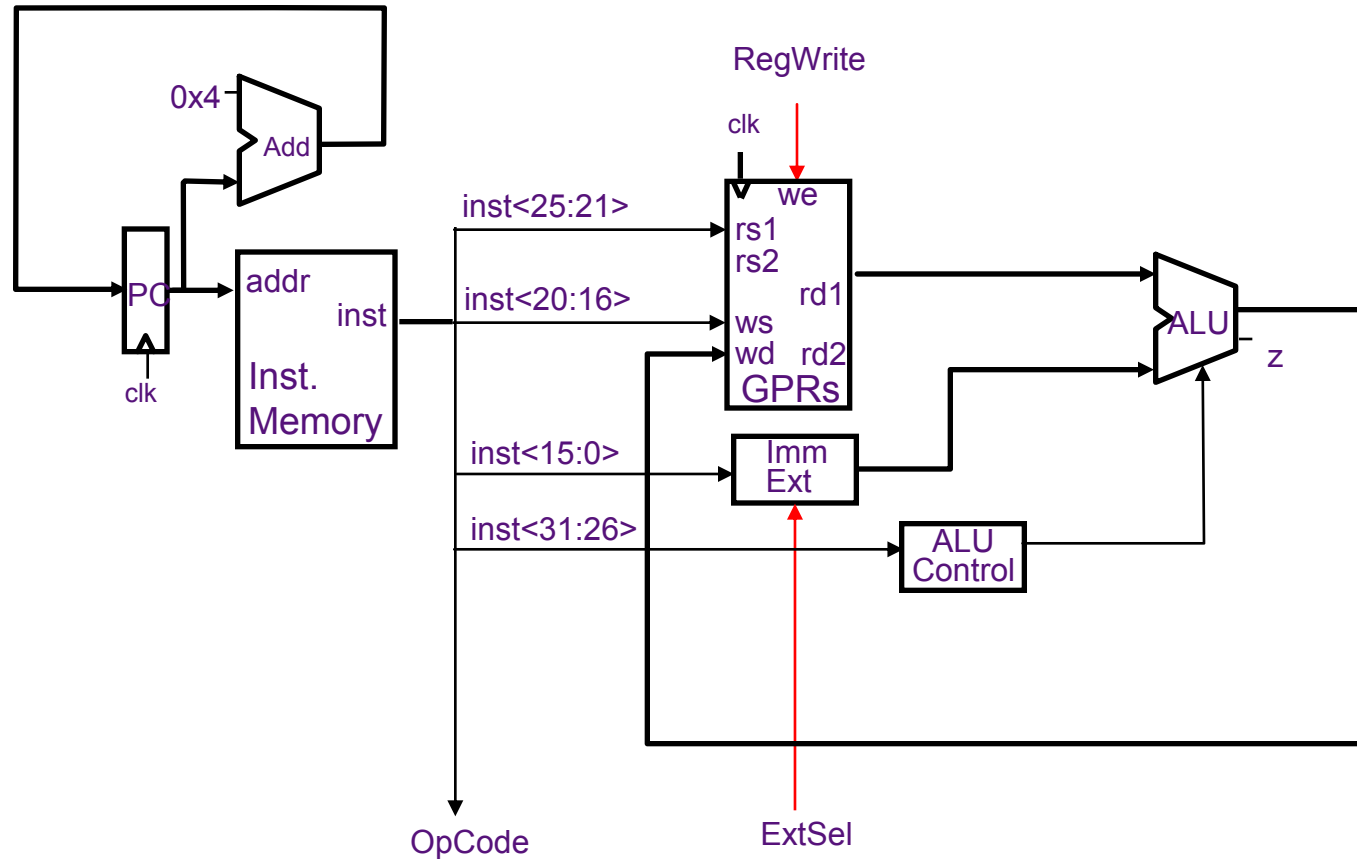 RegWrite
0x4
Add
clk
we
inst<25:21>
rs1
rs2
PC
addr
inst
clk
Inst.
Memory
inst<20:16>
rd1
ws
wd
rd2
GPRs
ALU
z
inst<15:0>
Imm
Ext
inst<31:26>
ALU
Control
OpCode
ExtSel